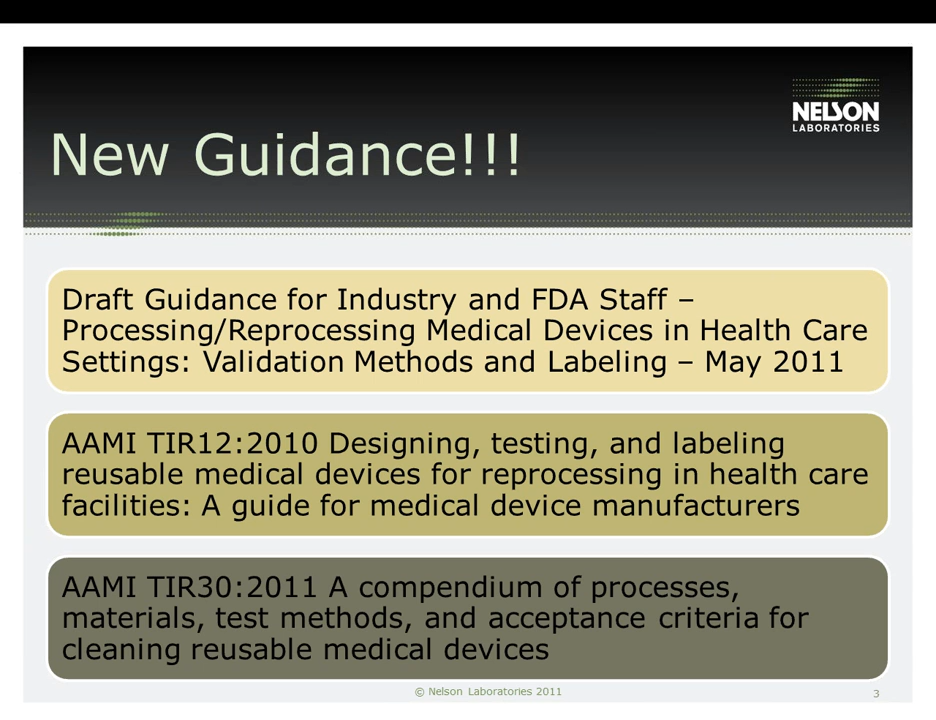 NELSON
LABORATORIES
New Guidance!!!
Draft Guidance for Industry and FDA Staff –
Processing/Reprocessing Medical Devices in Health Care
Settings: Validation Methods and Labeling – May 2011
AAMI TIR12:2010 Designing, testing, and labeling
reusable medical devices for reprocessing in health care
facilities: A guide for medical device manufacturers
AAMI TIR30:2011 A compendium of processes,
materials, test methods, and acceptance criteria for
cleaning reusable medical devices
© Nelson Laboratories 2011
3